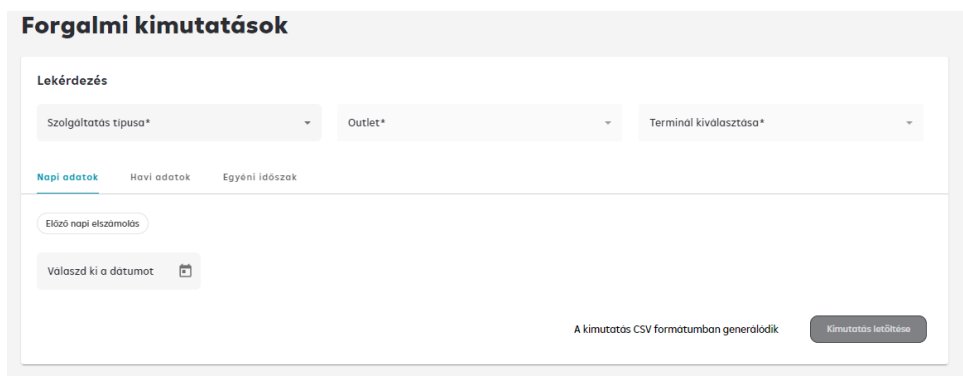 Forgalmi kimutatások
Lekérdezés
Szolgáltatás típusa* Outlet* Terminál kiválasztása*
Napi adatok Havi adatok Egyéni időszak
Előző napi elszámolás
Válaszd ki a dátumot
A kimutatás CSV formátumban generálódik Kimutatás letöltése